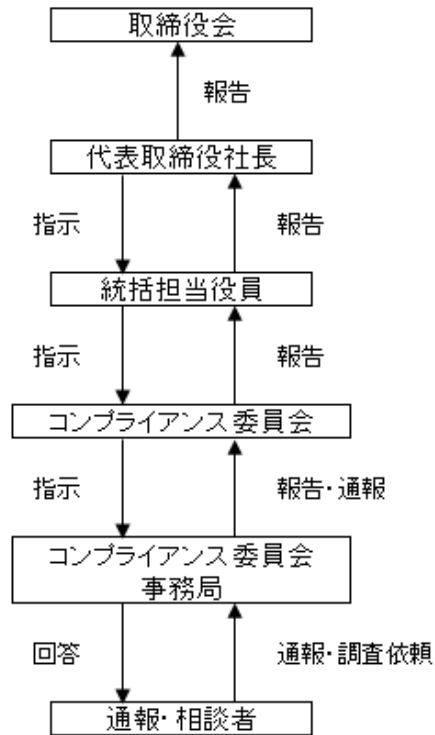 取締役会
報告
代表取締役社長
指示
報告
統括担当役員
指示
報告
コンプライアンス委員会
指示
報告・通報
コンプライアンス委員会
事務局
回答
通報・調査依頼
通報・相談者